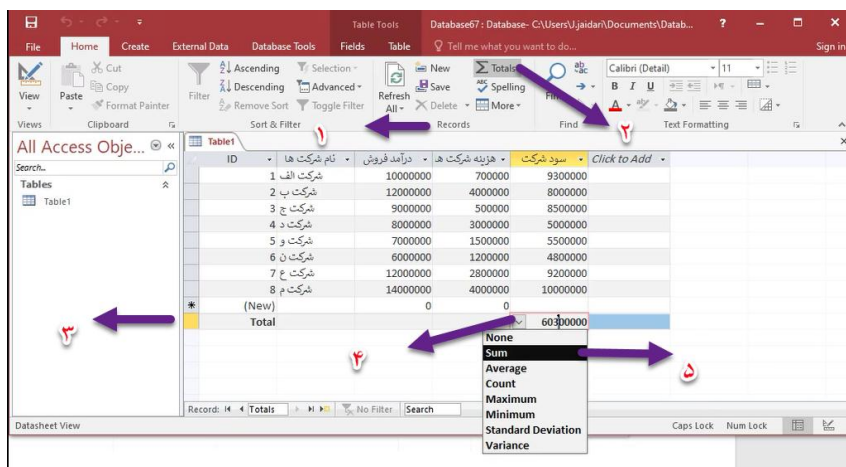 Table Tools Database67 : Database- C:\Users\J.jaidari\Documents\Datab... ?
File Home Create External Data Database Tools Fields Table Tell me what you want to do... Sign in
View
Views
Paste
Cut
Copy
Format Painter
Clipboard
Filter
Ascending
Descending
Remove Sort
Selection
Advanced
Toggle Filter
Sort & Filter
Refresh All
New
Save
Delete
Totals
Spelling
More
Records
Find
Calibri (Detail) 11
B I U
A
Text Formatting
۱
۲
All Access Obje...
Search..
Tables
Table1
Table1
ID نام شرکت ها درآمد فروش هزینه شرکت ه سود شرکت Click to Add
1 شرکت الف 10000000 700000 9300000
2 شرکت ب 12000000 4000000 8000000
3 شرکت ج 9000000 500000 8500000
4 شرکت د 8000000 3000000 5000000
5 شرکت و 7000000 1500000 5500000
6 شرکت ن 6000000 1200000 4800000
7 شرکت ع 12000000 2800000 9200000
8 شرکت م 14000000 4000000 10000000
(New) 0 0
Total 60300000
۳
۴
۵
None
Sum
Average
Count
Maximum
Minimum
Standard Deviation
Variance
Record: Totals No Filter Search
Datasheet View Caps Lock Num Lock